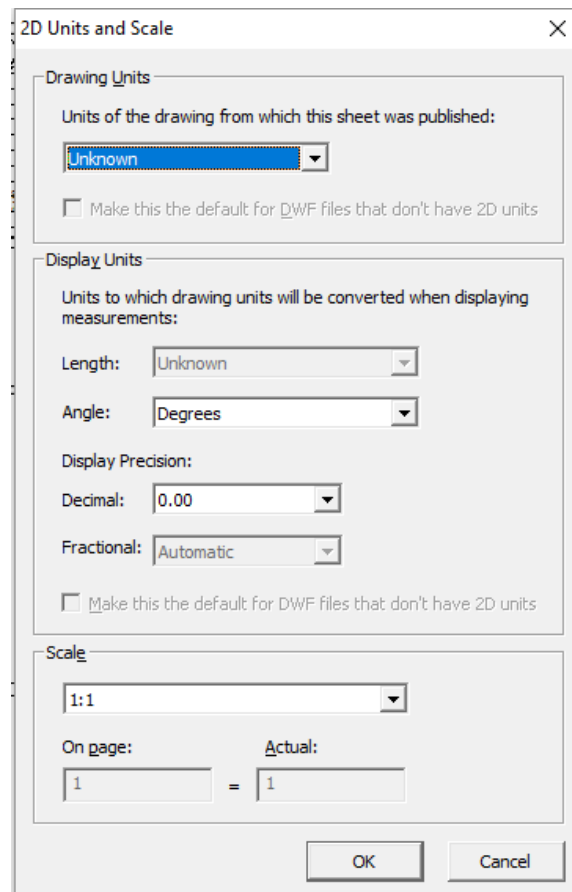 2D Units and Scale
Drawing Units
Units of the drawing from which this sheet was published:
Unknown
Make this the default for DWF files that don't have 2D units
Display Units
Units to which drawing units will be converted when displaying
measurements:
Length: Unknown
Angle: Degrees
Display Precision:
Decimal: 0.00
Fractional: Automatic
Make this the default for DWF files that don't have 2D units
Scale
1:1
On page: Actual:
1 = 1
OK Cancel